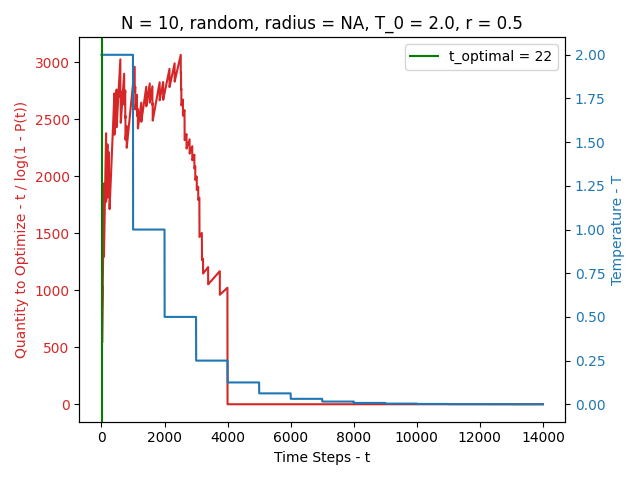 N = 10, random, radius = NA, T_0 = 2.0, r = 0.5
t_optimal = 22
Quantity to Optimize - t / log(1 - P(t))
3000
2500
2000
1500
1000
500
0
2.00
1.75
1.50
1.25
1.00
0.75
0.50
0.25
0.00
Temperature - T
0 2000 4000 6000 8000 10000 12000 14000
Time Steps - t